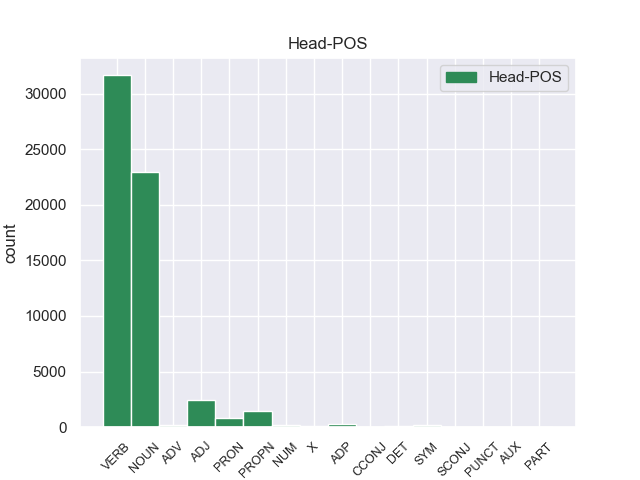 Head-POS
Head-POS
30000
25000
20000
15000
10000
5000
0
count
VERB NOUN ADV ADJ PRON PROPN NUM X ADP CCONJ DET SYM SCONJ PUNCT AUX PART